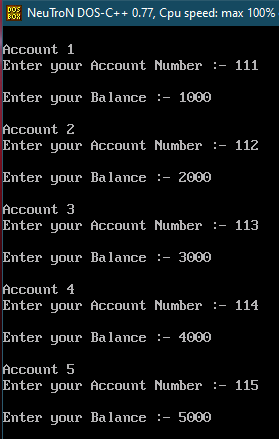 DOS
BOX
NeuTroN DOS-C++ 0.77, Cpu speed: max 100%
Account 1
Enter your Account Number :- 111
Enter your Balance :- 1000
Account 2
Enter your Account Number :- 112
Enter your Balance :- 2000
Account 3
Enter your Account Number :- 113
Enter your Balance :- 3000
Account 4
Enter your Account Number :- 114
Enter your Balance :- 4000
Account 5
Enter your Account Number :- 115
Enter your Balance :- 5000